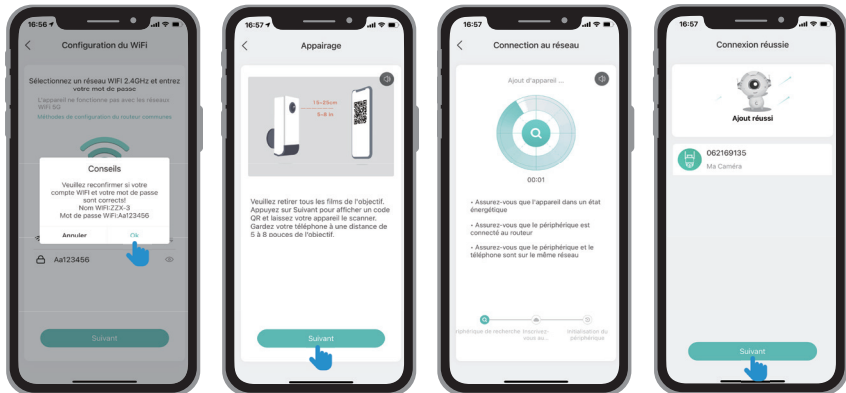 16:56
Configuration du WiFi
Sélectionnez un réseau WIFI 2.4GHz et entrez
votre mot de passe
L'appareil ne fonctionne pas avec les réseaux
WIFI 5G
Méthodes de configuration du routeur communes
Conseils
Veuillez reconfirmer si votre
compte WIFI et votre mot de passe
sont corrects!
Nom WIFI:ZZX-3
Mot de passe WiFi:Aa123456
Annuler
Ok
Aa123456
Suivant
16:57
Appairage
10-25cm
5-8 in
Veuillez retirer tous les films de l'objectif.
Appuyez sur Suivant pour afficher un code
QR et laissez votre appareil le scanner.
Gardez votre téléphone à une distance de
5 à 8 pouces de l'objectif.
Suivant
16:57
Connection au réseau
Ajout d'appareil ...
00:01
• Assurez-vous que l'appareil dans un état
énergétique
• Assurez-vous que le périphérique est
connecté au routeur
• Assurez-vous que le périphérique et le
téléphone sont sur le même réseau
riphérique de recherche
Inscrivez-
vous au...
Initialisation du
périphérique
16:57
Connexion réussie
Ajout réussi
062169135
Ma Caméra
Suivant